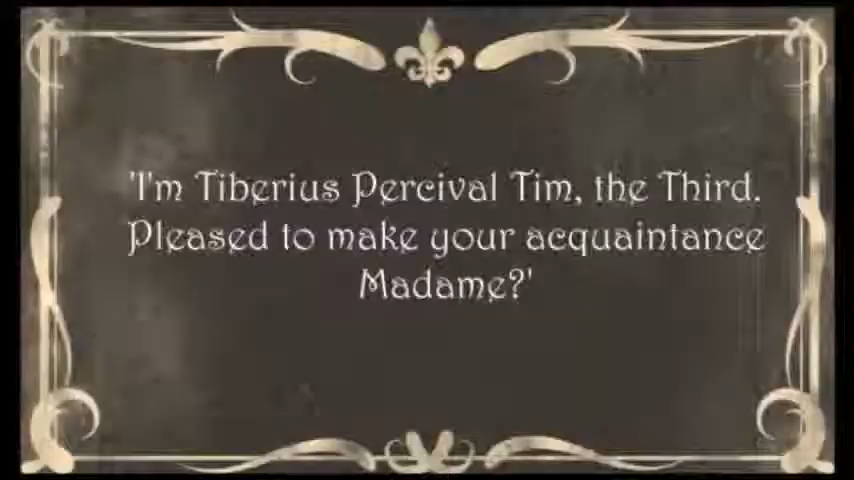 'I'm Tiberius Percival Tim, the Third.
Pleased to make your acquaintance
Madame?'